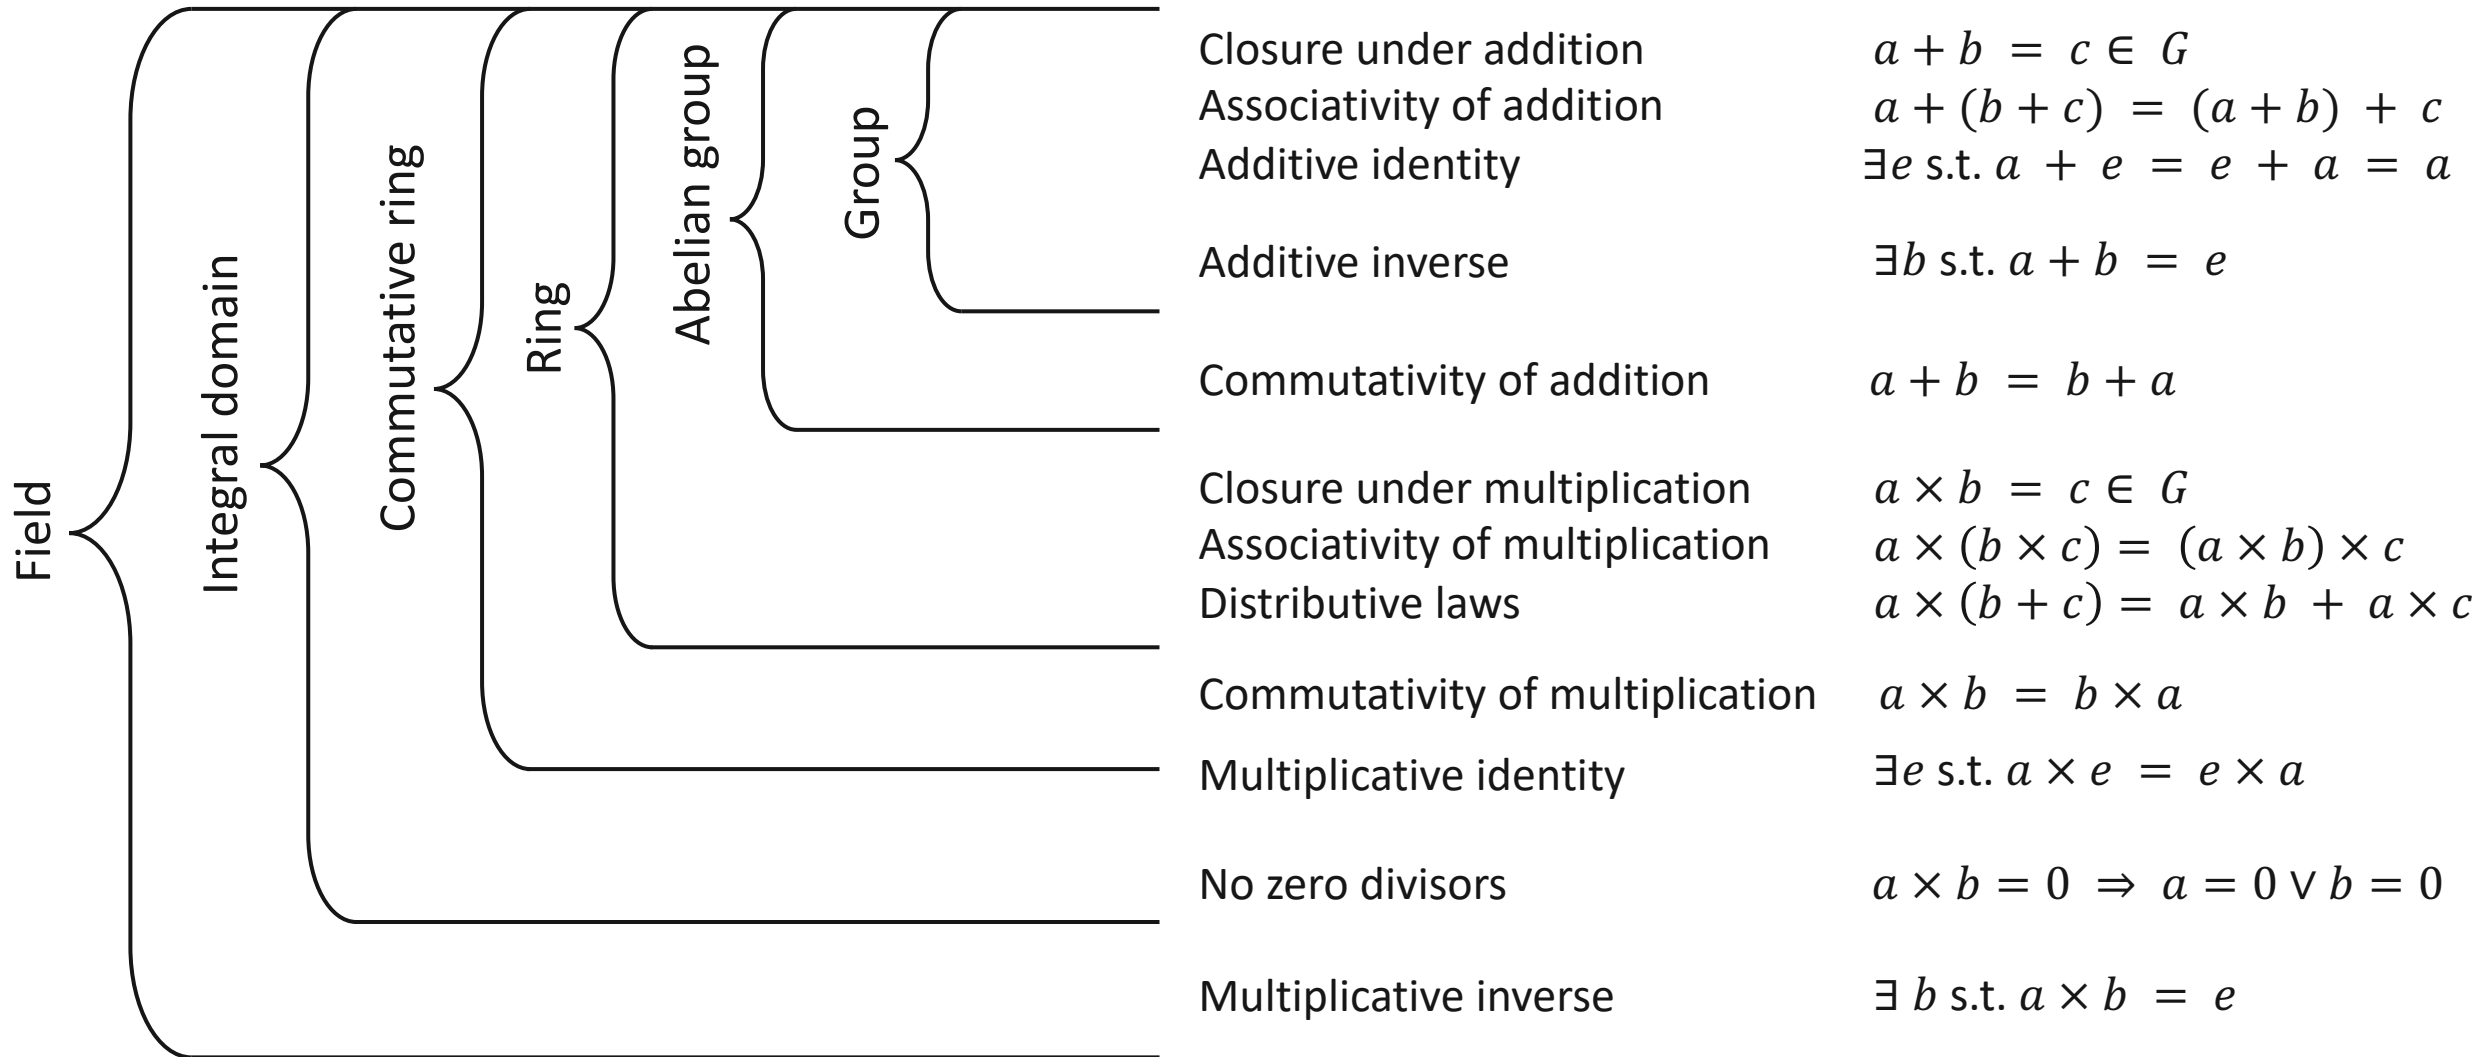 Field
Integral domain
Commutative ring
Ring
Abelian group
Group
Closure under addition a + b = c ∈ G
Associativity of addition a + (b + c) = (a + b) + c
Additive identity ∃e s.t. a + e = e + a = a
Additive inverse ∃b s.t. a + b = e
Commutativity of addition a + b = b + a
Closure under multiplication a × b = c ∈ G
Associativity of multiplication a × (b × c) = (a × b) × c
Distributive laws a × (b + c) = a × b + a × c
Commutativity of multiplication a × b = b × a
Multiplicative identity ∃e s.t. a × e = e × a
No zero divisors a × b = 0 ⇒ a = 0 ∨ b = 0
Multiplicative inverse ∃ b s.t. a × b = e